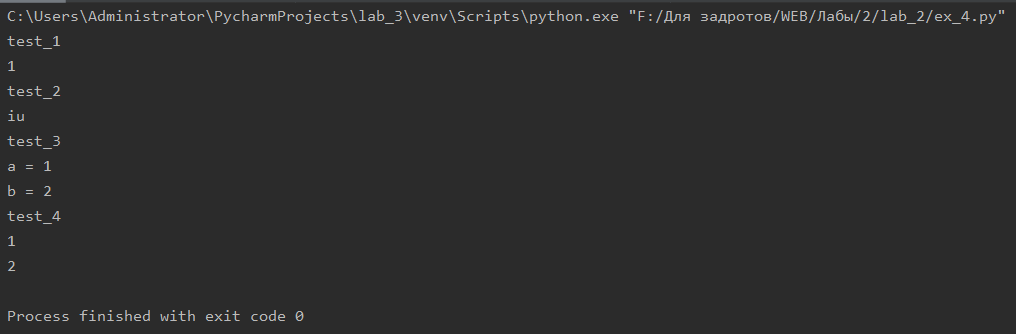 C:\Users\Administrator\PycharmProjects\lab_3\venv\Scripts\python.exe "F:/Для задротов/WEB/Лабы/2/lab_2/ex_4.py"
test_1
1
test_2
iu
test_3
a = 1
b = 2
test_4
1
2
Process finished with exit code 0